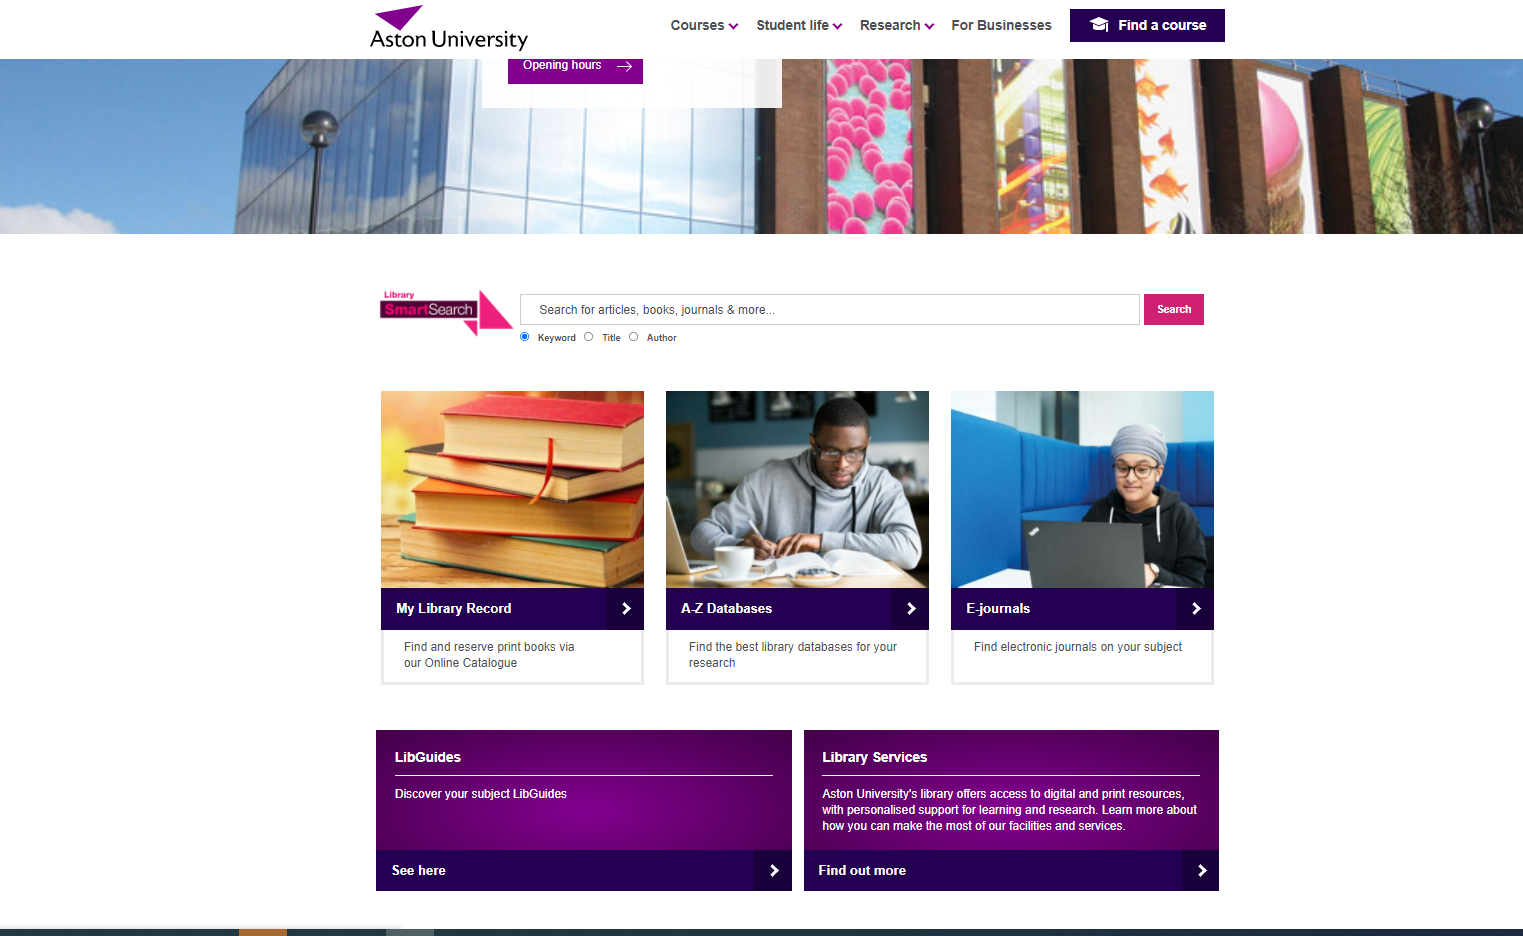 Aston University
Courses Student life Research For Businesses Find a course
Opening hours
Library
SmartSearch
Search for articles, books, journals & more...
Search
Keyword Title Author
My Library Record
Find and reserve print books via
our Online Catalogue
A-Z Databases
Find the best library databases for your
research
E-journals
Find electronic journals on your subject
LibGuides
Discover your subject LibGuides
See here
Library Services
Aston University's library offers access to digital and print resources,
with personalised support for learning and research. Learn more about
how you can make the most of our facilities and services.
Find out more